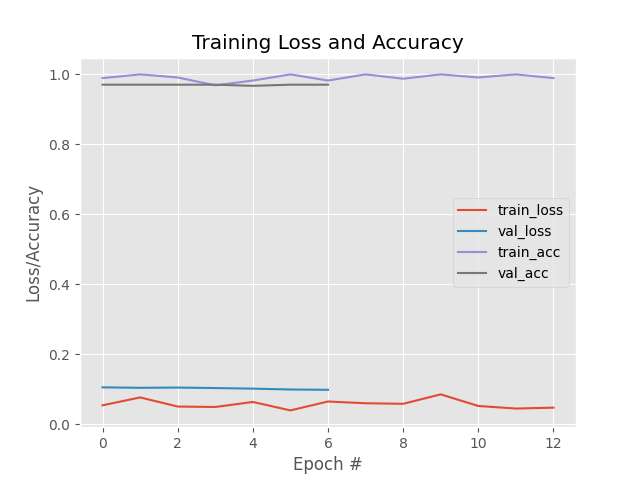 Training Loss and Accuracy
1.0
0.8
0.6
0.4
0.2
0.0
Loss/Accuracy
train_loss
val_loss
train_acc
val_acc
0 2 4 6 8 10 12
Epoch #